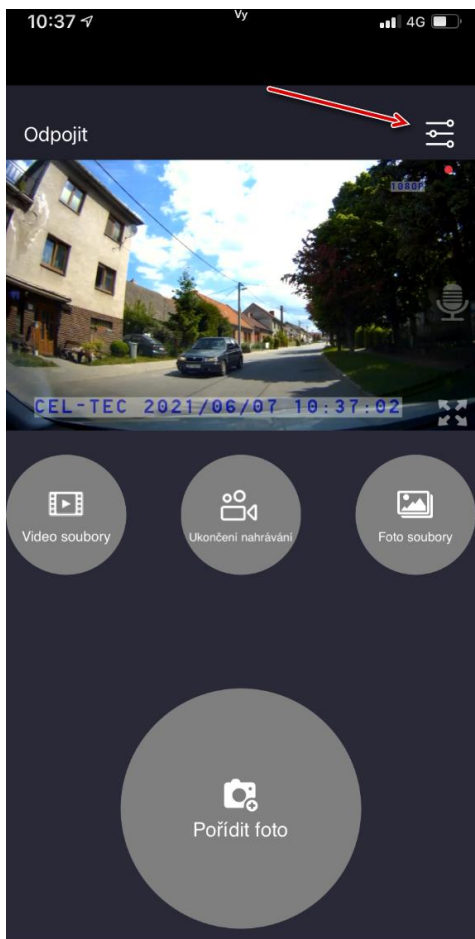 10:37
Vy
4G
Odpojit
1080P
CEL-TEC 2021/06/07 10:37:02
Video soubory
Ukončení nahrávání
Foto soubory
Pořídit foto